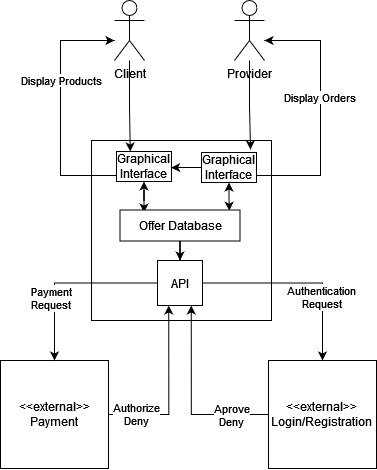 Client
Provider
Display Products
Display Orders
Graphical
Interface
Graphical
Interface
Offer Database
API
Payment
Request
Authentication
Request
<<external>>
Payment
Authorize
Deny
Aprove
Deny
<<external>>
Login/Registration